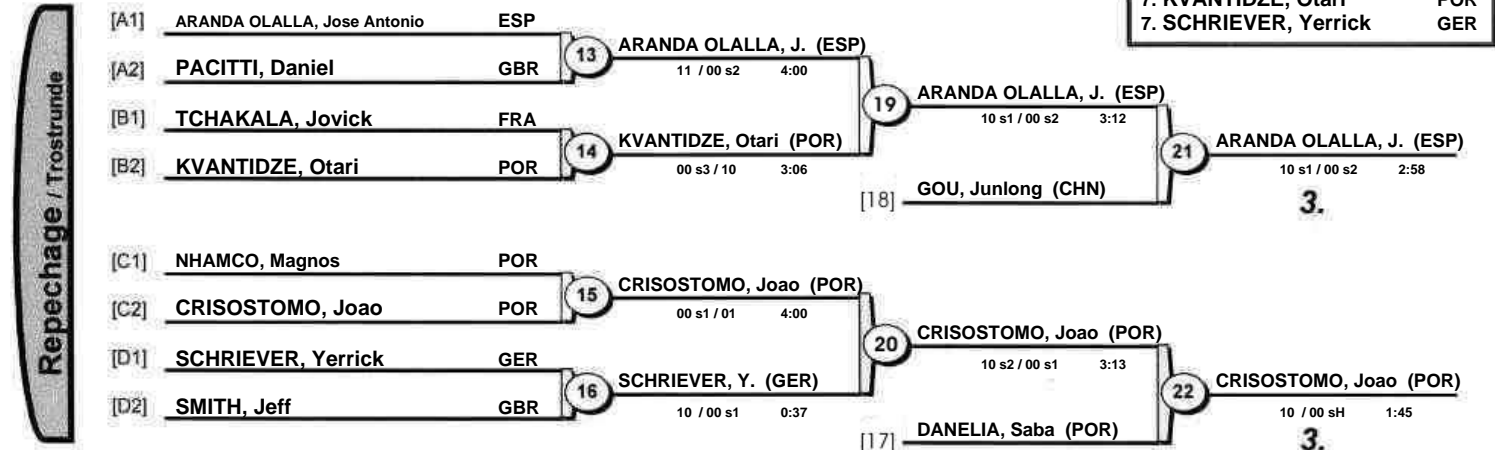 7. KVANTIDZE, Otari POR
7. SCHRIEVER, Yerrick GER
Repechage / Trostrunde
[A1] ARANDA OLALLA, Jose Antonio ESP
[A2] PACITTI, Daniel GBR
13
ARANDA OLALLA, J. (ESP)
11 / 00 s2 4:00
[B1] TCHAKALA, Jovick FRA
[B2] KVANTIDZE, Otari POR
14
KVANTIDZE, Otari (POR)
00 s3 / 10 3:06
19
ARANDA OLALLA, J. (ESP)
10 s1 / 00 s2 3:12
[18] GOU, Junlong (CHN)
21
ARANDA OLALLA, J. (ESP)
10 s1 / 00 s2 2:58
3.
[C1] NHAMCO, Magnos POR
[C2] CRISOSTOMO, Joao POR
15
CRISOSTOMO, Joao (POR)
00 s1 / 01 4:00
[D1] SCHRIEVER, Yerrick GER
[D2] SMITH, Jeff GBR
16
SCHRIEVER, Y. (GER)
10 / 00 s1 0:37
20
CRISOSTOMO, Joao (POR)
10 s2 / 00 s1 3:13
[17] DANELIA, Saba (POR)
22
CRISOSTOMO, Joao (POR)
10 / 00 sH 1:45
3.